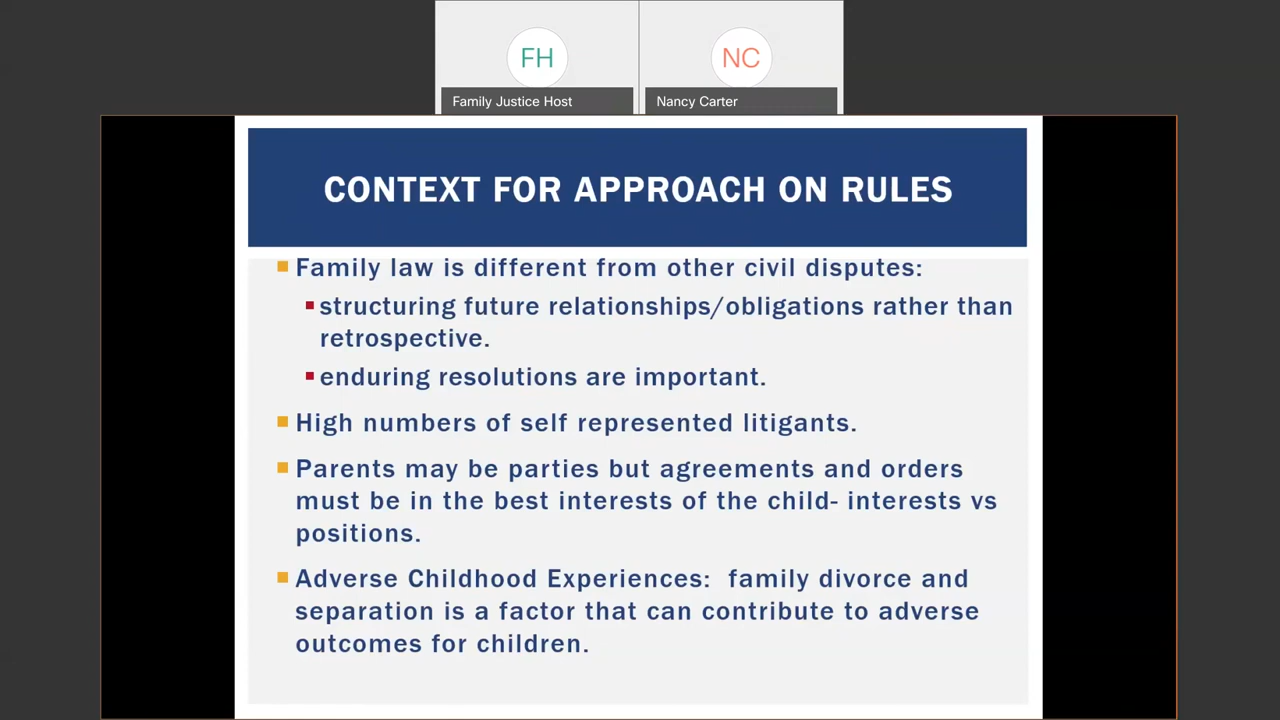 FH
NC
Family Justice Host
Nancy Carter
CONTEXT FOR APPROACH ON RULES
Family law is different from other civil disputes:
structuring future relationships/obligations rather than
retrospective.
enduring resolutions are important.
High numbers of self represented litigants.
Parents may be parties but agreements and orders
must be in the best interests of the child- interests vs
positions.
Adverse Childhood Experiences:  family divorce and
separation is a factor that can contribute to adverse
outcomes for children.